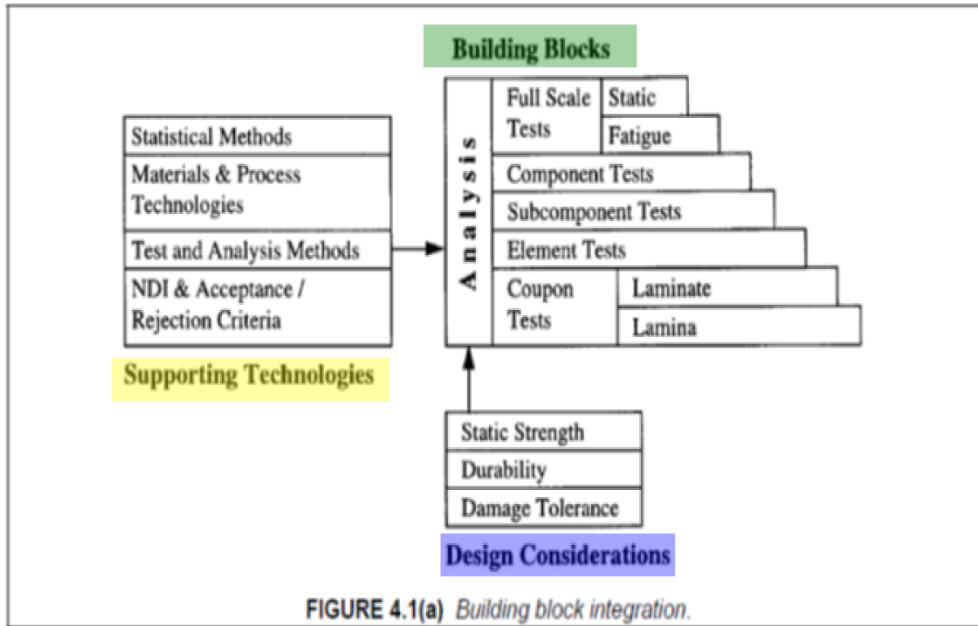 Building Blocks
Statistical Methods
Materials & Process
Technologies
Test and Analysis Methods
NDI & Acceptance /
Rejection Criteria
Supporting Technologies
Analysis
Full Scale
Tests
Static
Fatigue
Component Tests
Subcomponent Tests
Element Tests
Coupon
Tests
Laminate
Lamina
Static Strength
Durability
Damage Tolerance
Design Considerations
FIGURE 4.1(a) Building block integration.